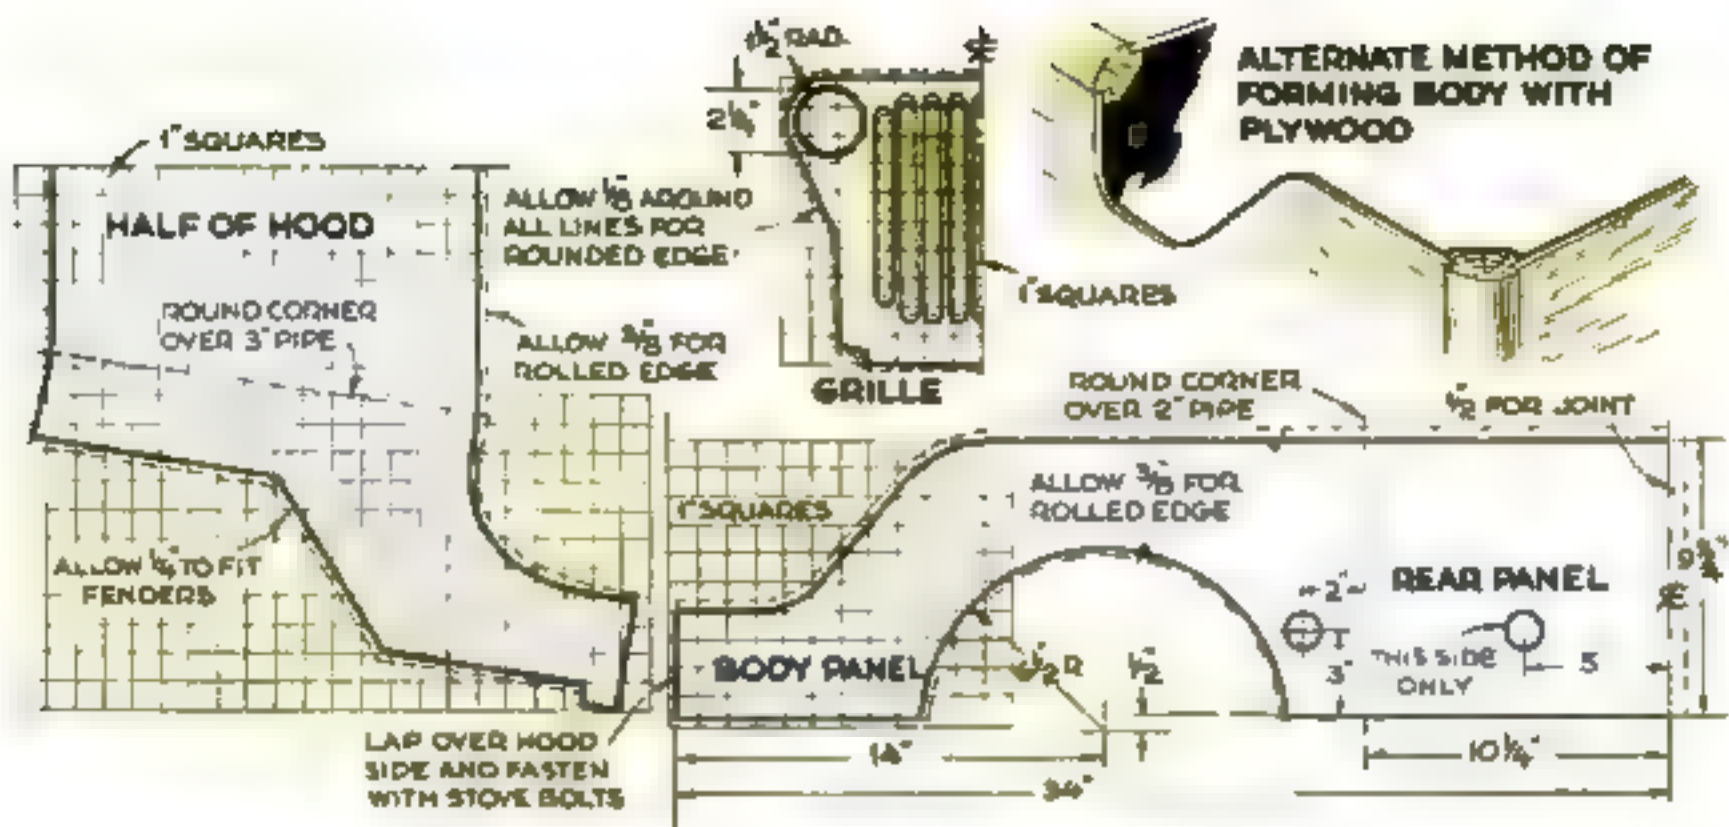 1" SQUARES
HALF OF HOOD
ROUND CORNER
OVER 3" PIPE
ALLOW 1/8" AROUND
ALL LINES FOR
ROUNDED EDGE
ALLOW 3/8" FOR
ROLLED EDGE
ALLOW 1/4" TO FIT
FENDERS
RAD.
2 1/4"
GRILLE
1" SQUARES
ALTERNATE METHOD OF
FORMING BODY WITH
PLYWOOD
ROUND CORNER
OVER 2" PIPE
1/2" FOR JOINT
1" SQUARES
ALLOW 3/8" FOR
ROLLED EDGE
BODY PANEL
1/2"
2"
3"
REAR PANEL
THIS SIDE
ONLY
5
LAP OVER HOOD
SIDE AND FASTEN
WITH STOVE BOLTS
14"
10 1/4"
34"